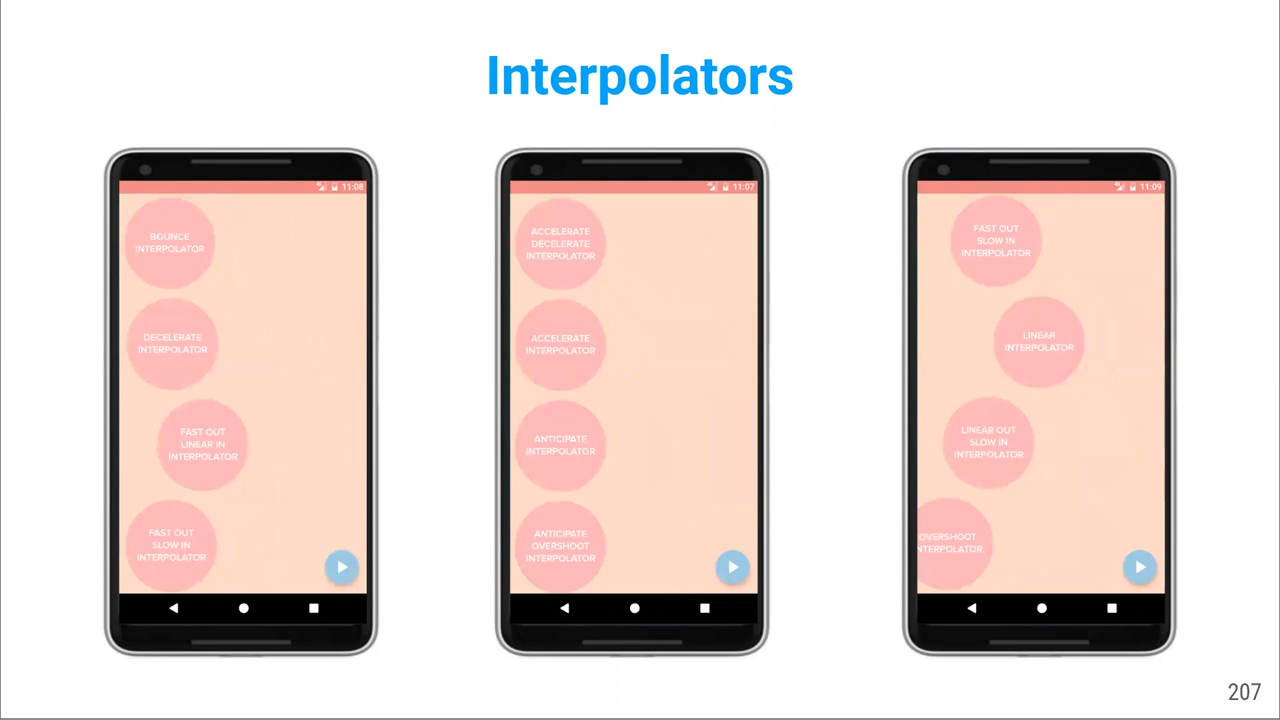 Interpolators
11:08
BOUNCE
INTERPOLATOR
DECELERATE
INTERPOLATOR
FAST OUT
LINEAR IN
INTERPOLATOR
FAST OUT
SLOW IN
INTERPOLATOR
11:07
ACCELERATE
DECELERATE
INTERPOLATOR
ACCELERATE
INTERPOLATOR
ANTICIPATE
INTERPOLATOR
ANTICIPATE
OVERSHOOT
INTERPOLATOR
11:09
FAST OUT
SLOW IN
INTERPOLATOR
LINEAR
INTERPOLATOR
LINEAR OUT
SLOW IN
INTERPOLATOR
OVERSHOOT
NTERPOLATOR
207